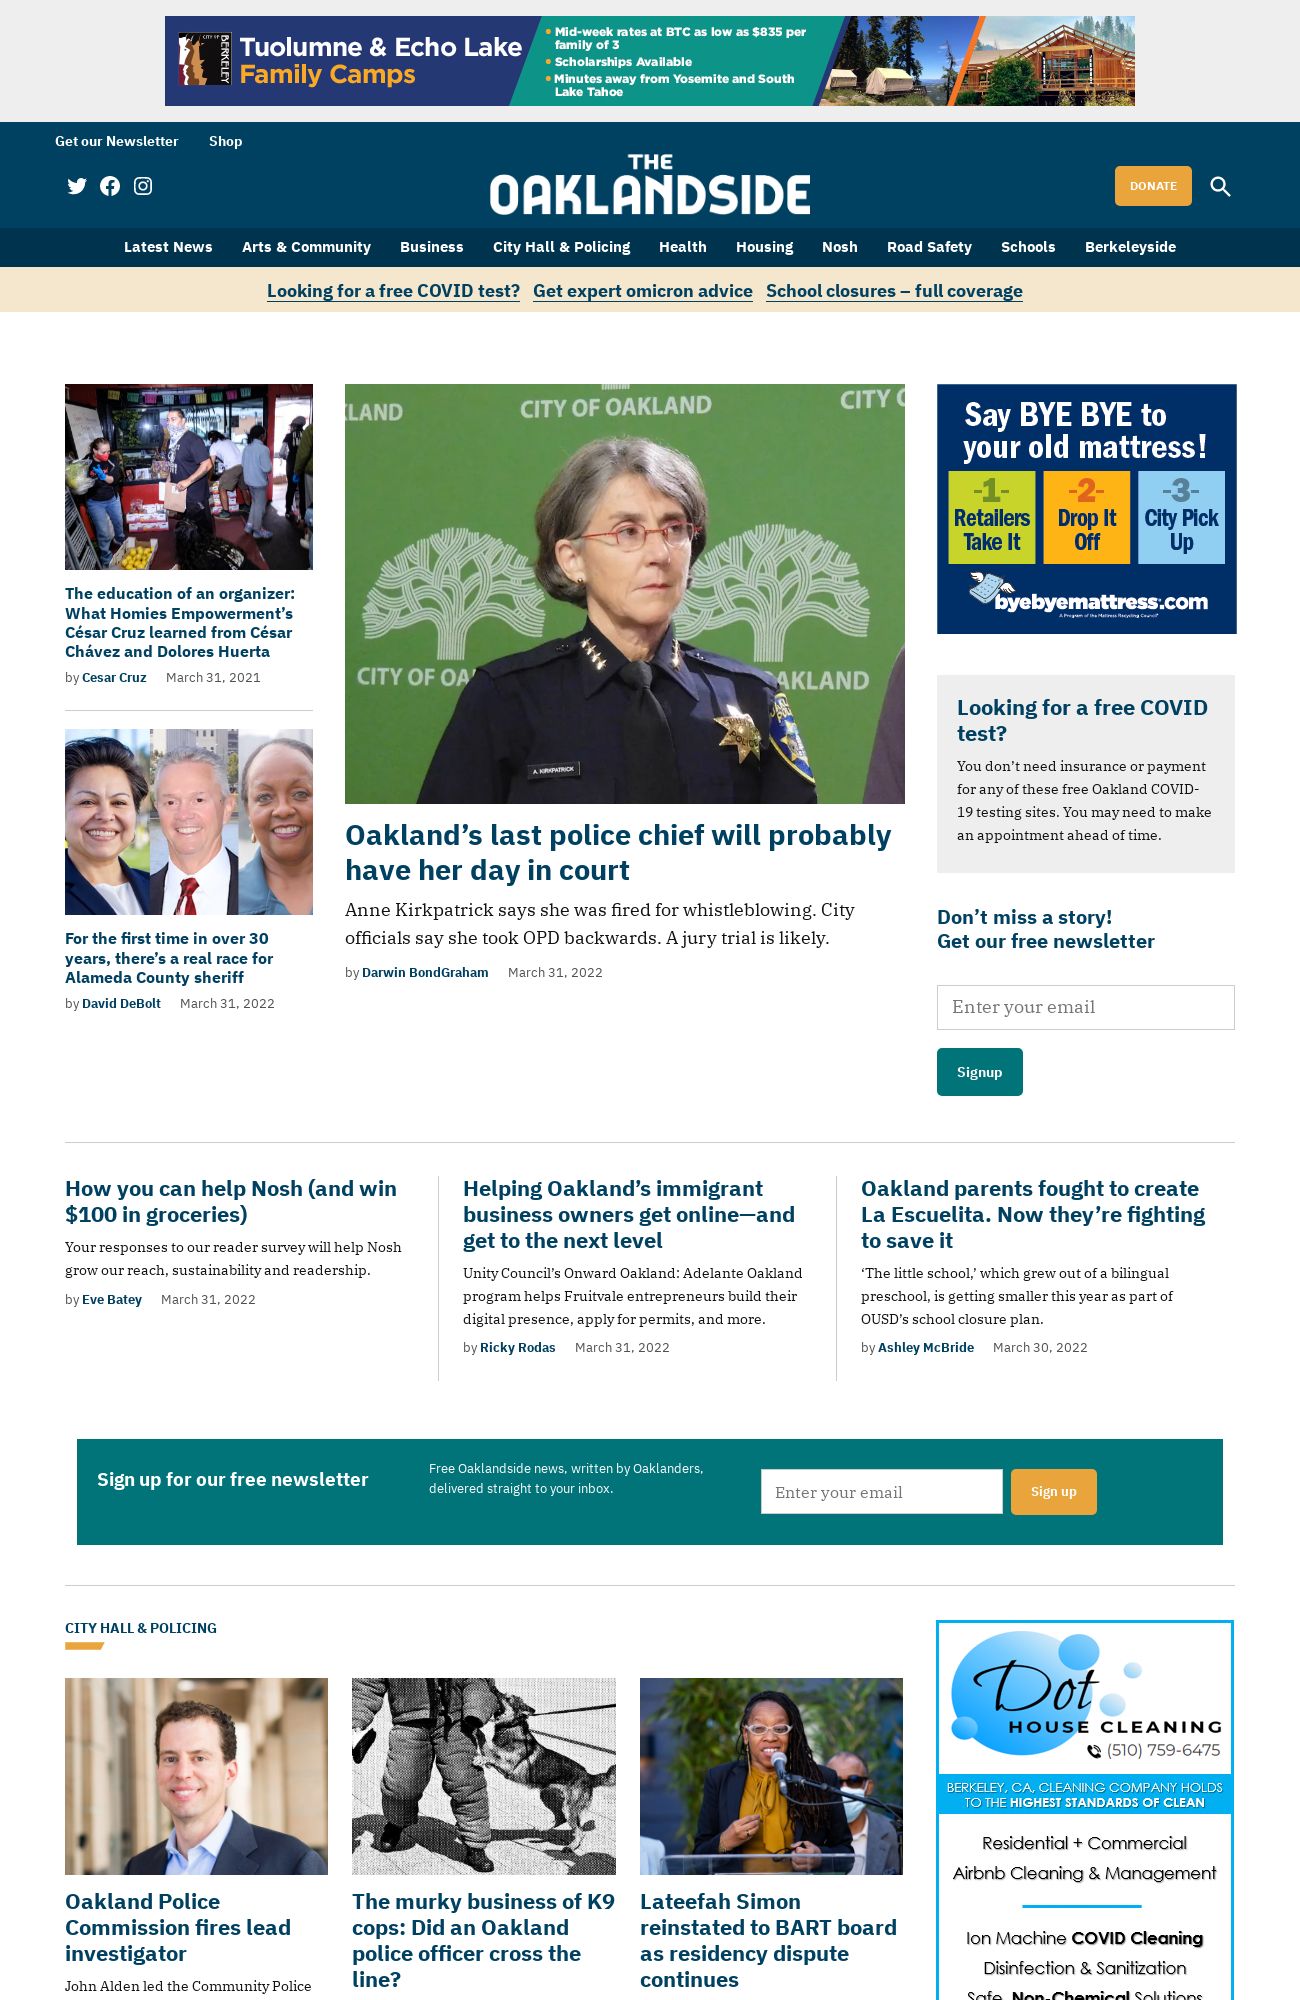 Tuolumne & Echo Lake
Family Camps
CITY OF
BERKELEY
• Mid-week rates at BTC as low as $835 per
family of 3
• Scholarships Available
• Minutes away from Yosemite and South
Lake Tahoe
Get our Newsletter
Shop
THE
OAKLANDSIDE
DONATE
Latest News
Arts & Community
Business
City Hall & Policing
Health
Housing
Nosh
Road Safety
Schools
Berkeleyside
Looking for a free COVID test?
Get expert omicron advice
School closures – full coverage
The education of an organizer:
What Homies Empowerment’s
César Cruz learned from César
Chávez and Dolores Huerta
by Cesar Cruz March 31, 2021
For the first time in over 30
years, there’s a real race for
Alameda County sheriff
by David DeBolt March 31, 2022
KLAND
CITY OF OAKLAND
CITY O
CITY OF OA
AKLAND
POLICE
A. KIRKPATRICK
Oakland’s last police chief will probably
have her day in court
Anne Kirkpatrick says she was fired for whistleblowing. City
officials say she took OPD backwards. A jury trial is likely.
by Darwin BondGraham March 31, 2022
Say BYE BYE to
your old mattress!
-1-
Retailers
Take It
-2-
Drop It
Off
-3-
City Pick
Up
byebyemattress.com
A Program of the Mattress Recycling Council
Looking for a free COVID
test?
You don’t need insurance or payment
for any of these free Oakland COVID-
19 testing sites. You may need to make
an appointment ahead of time.
Don’t miss a story!
Get our free newsletter
Enter your email
Signup
How you can help Nosh (and win
$100 in groceries)
Your responses to our reader survey will help Nosh
grow our reach, sustainability and readership.
by Eve Batey March 31, 2022
Helping Oakland’s immigrant
business owners get online—and
get to the next level
Unity Council’s Onward Oakland: Adelante Oakland
program helps Fruitvale entrepreneurs build their
digital presence, apply for permits, and more.
by Ricky Rodas March 31, 2022
Oakland parents fought to create
La Escuelita. Now they’re fighting
to save it
‘The little school,’ which grew out of a bilingual
preschool, is getting smaller this year as part of
OUSD’s school closure plan.
by Ashley McBride March 30, 2022
Sign up for our free newsletter
Free Oaklandside news, written by Oaklanders,
delivered straight to your inbox.
Enter your email
Sign up
CITY HALL & POLICING
Oakland Police
Commission fires lead
investigator
John Alden led the Community Police
The murky business of K9
cops: Did an Oakland
police officer cross the
line?
Lateefah Simon
reinstated to BART board
as residency dispute
continues
Dot
HOUSE CLEANING
(510) 759-6475
BERKELEY, CA, CLEANING COMPANY HOLDS
TO THE HIGHEST STANDARDS OF CLEAN
Residential + Commercial
Airbnb Cleaning & Management
Ion Machine COVID Cleaning
Disinfection & Sanitization
Safe, Non-Chemical Solutions